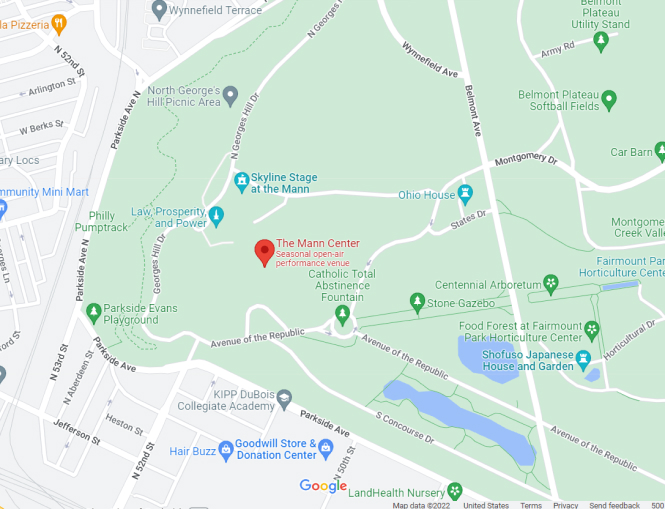 Wynnefield Terrace
la Pizzeria
N 52nd St
Arlington St
W Berks St
ary Locs
mmunity Mini Mart
Parkside Ave N
North George's
Hill Picnic Area
N Georges Hill Dr
N Georges Hill Dr
Wynnefield Ave
Belmont Ave
Belmont
Plateau
Utility Stand
Army Rd
Belmont Plateau
Softball Fields
Car Barn
Montgomery Dr
Skyline Stage
at the Mann
Ohio House
States Dr
Law, Prosperity,
and Power
Philly
Pumptrack
Parkside Ave N
Georges Hill Dr
The Mann Center
Seasonal open-air
performance venue
Catholic Total
Abstinence
Fountain
Montgome
Creek Valle
Fairmount Park
Horticulture Cente
Centennial Arboretum
Stone Gazebo
Food Forest at Fairmount
Park Horticulture Center
Shofuso Japanese
House and Garden
Horticultural Dr
Parkside Evans
Playground
Avenue of the Republic
Avenue of the Republic
Avenue of the Republic
Parkside Ave
N 53rd St
N Aberdeen St
Heston St
Jefferson St
N 52nd St
KIPP DuBois
Collegiate Academy
Parkside Ave
S Concourse Dr
Hair Buzz
Goodwill Store &
Donation Center
N 50th St
Google
LandHealth Nursery
Map data ©2022 United States Terms Privacy Send feedback 500